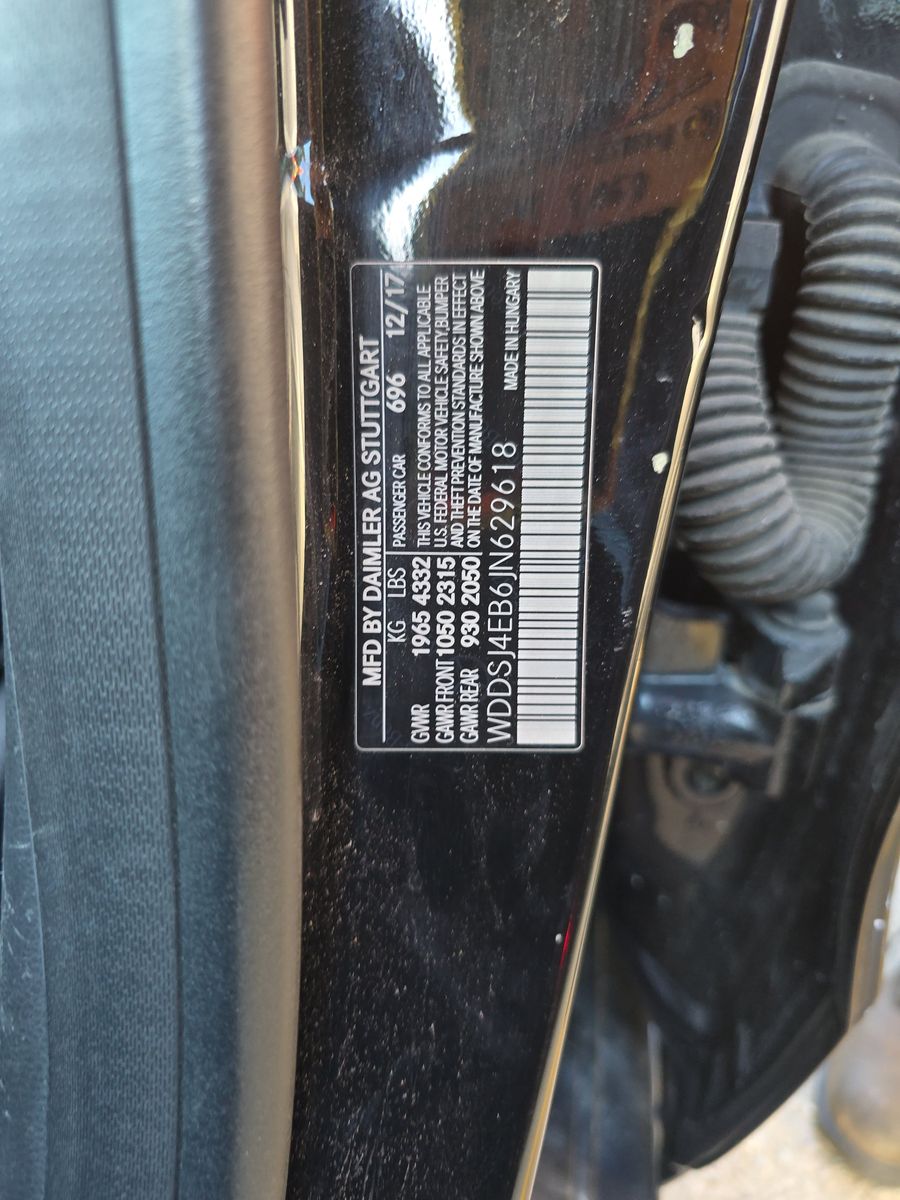 MFD BY DAIMLER AG STUTTGART
KG LBS PASSENGER CAR 696 12/17
GVWR 1965 4332 THIS VEHICLE CONFORMS TO ALL APPLICABLE
U.S. FEDERAL MOTOR VEHICLE SAFETY, BUMPER
GAWR FRONT 1050 2315 AND THEFT PREVENTION STANDARDS IN EFFECT
GAWR REAR 930 2050 ON THE DATE OF MANUFACTURE SHOWN ABOVE
WDDSJ4EB6JN629618 MADE IN HUNGARY